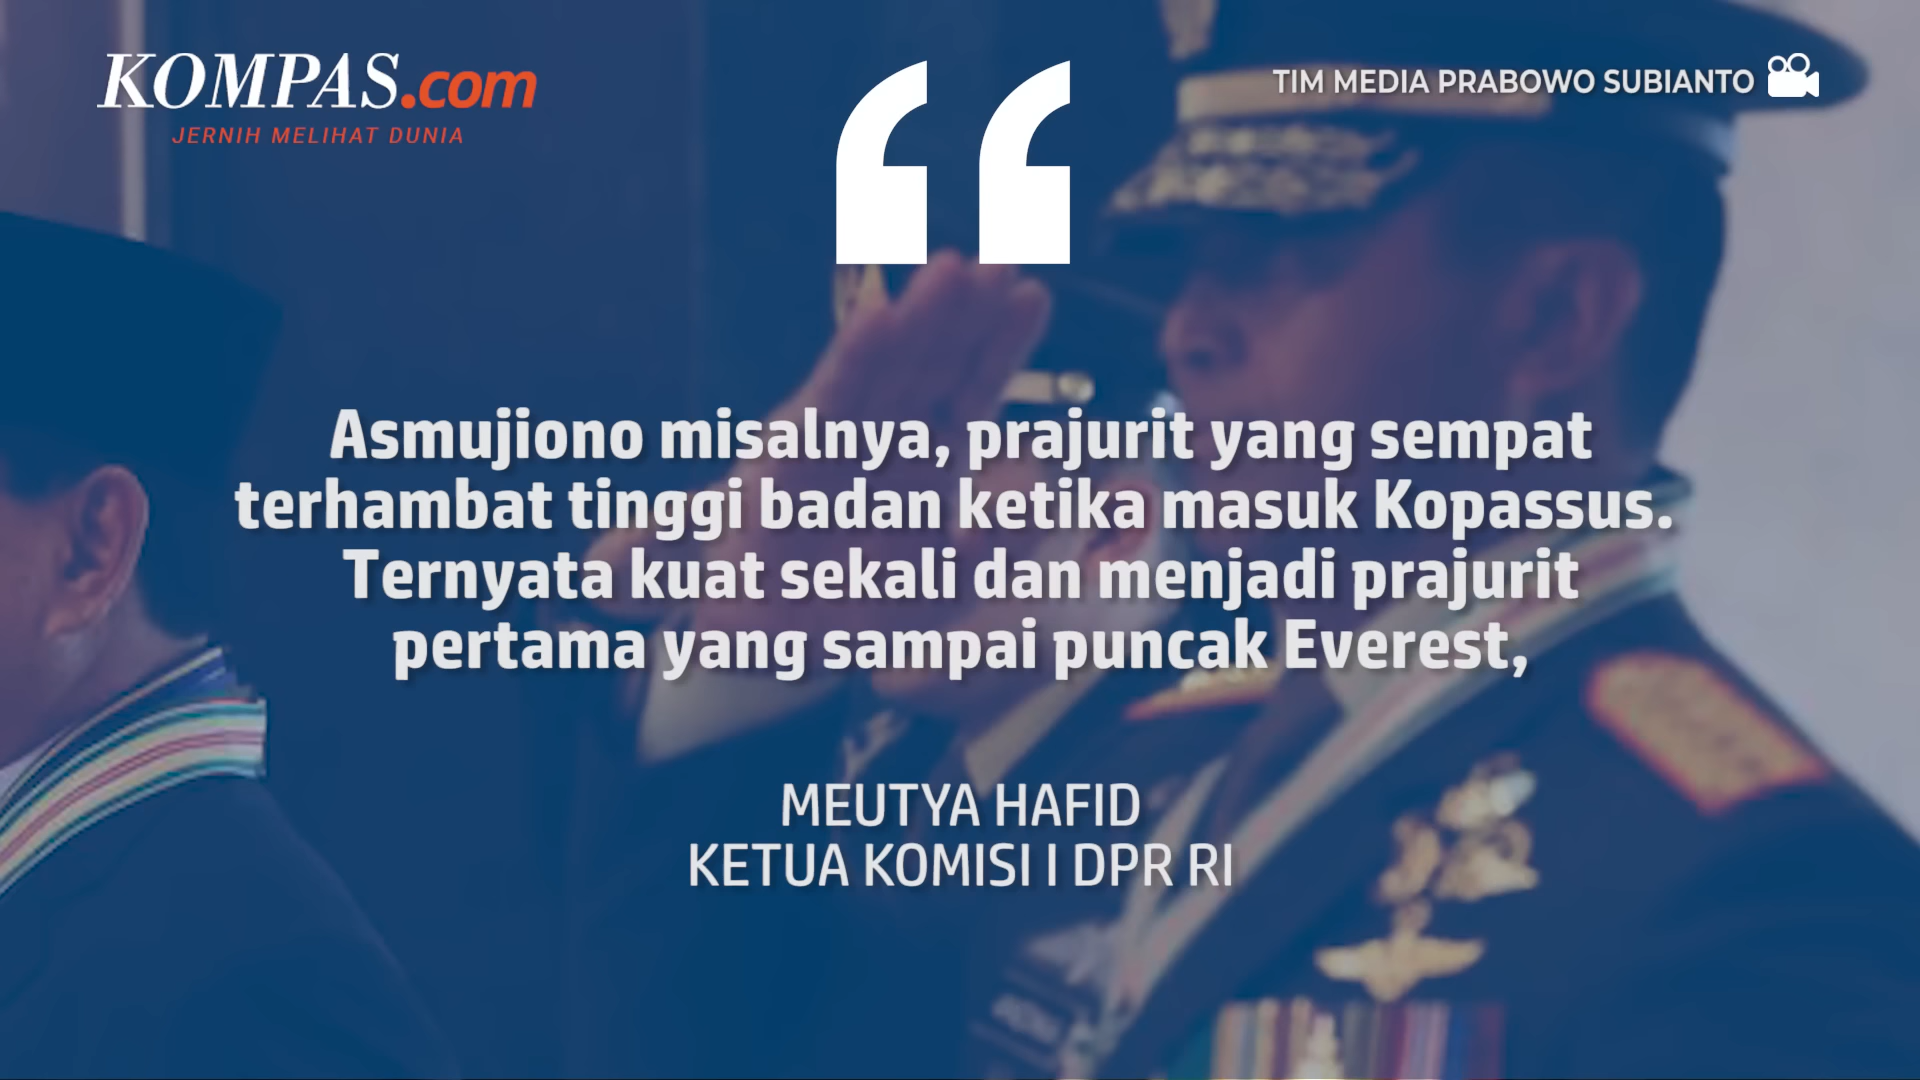 KOMPAS.com
JERNIH MELIHAT DUNIA
TIM MEDIA PRABOWO SUBIANTO
“
Asmujiono misalnya, prajurit yang sempat
terhambat tinggi badan ketika masuk Kopassus.
Ternyata kuat sekali dan menjadi prajurit
pertama yang sampai puncak Everest,
MEUTYA HAFID
KETUA KOMISI I DPR RI